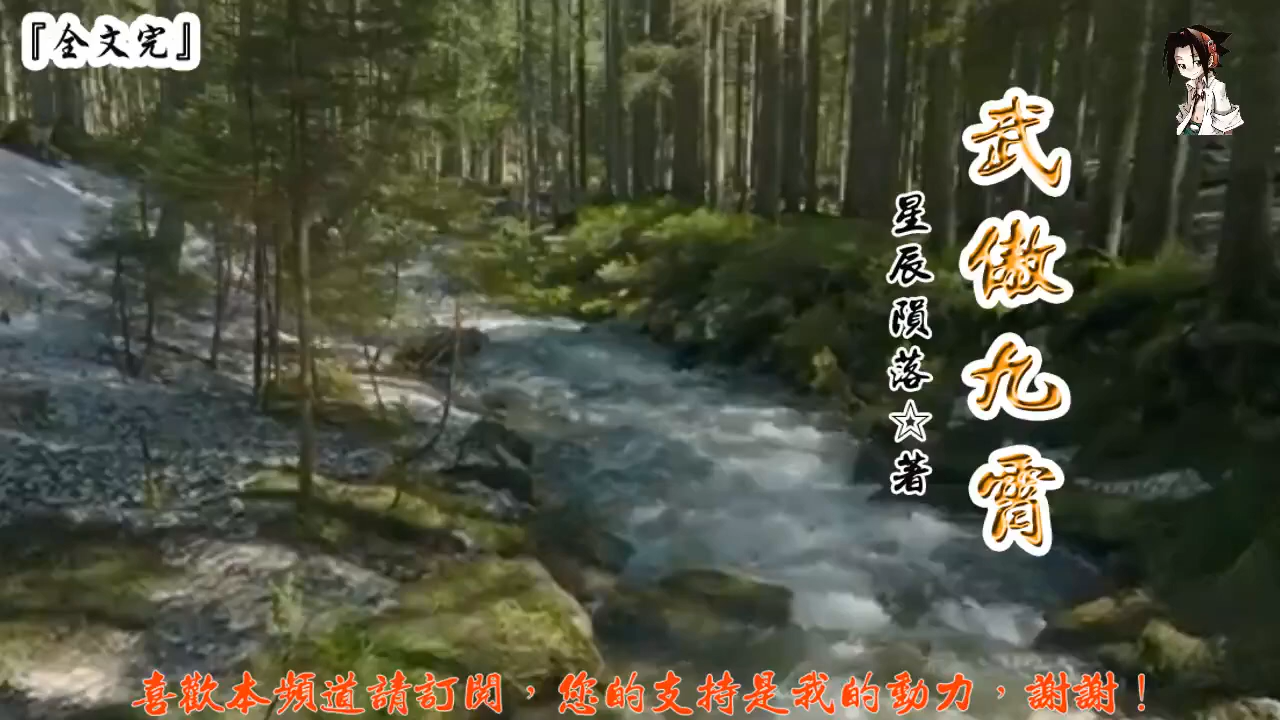 『全文完』
武傲九霄
星辰隕落☆著
喜歡本頻道請訂閱，您的支持是我的動力，謝謝！